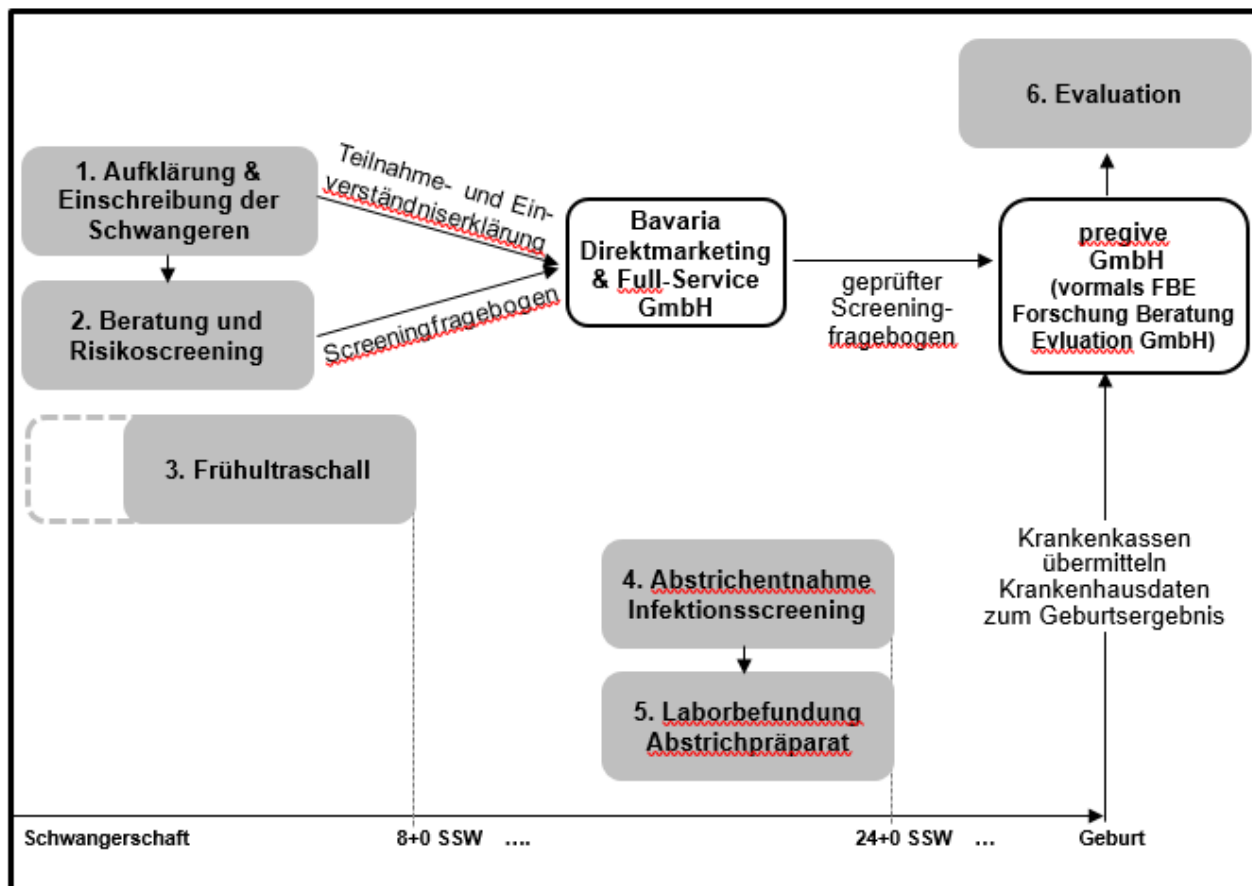 6. Evaluation
1. Aufklärung &
Einschreibung der
Schwangeren
Teilnahme- und Ein-
verständniserklärung
Bavaria
Direktmarketing
& Full-Service
GmbH
pregive
GmbH
(vormals FBE
Forschung Beratung
Evluation GmbH)
2. Beratung und
Risikoscreening
Screeningfragebogen
geprüfter
Screening-
fragebogen
3. Frühultraschall
4. Abstrichentnahme
Infektionsscreening
Krankenkassen
übermitteln
Krankenhausdaten
zum Geburtsergebnis
5. Laborbefundung
Abstrichpräparat
Schwangerschaft 8+0 SSW .... 24+0 SSW ... Geburt